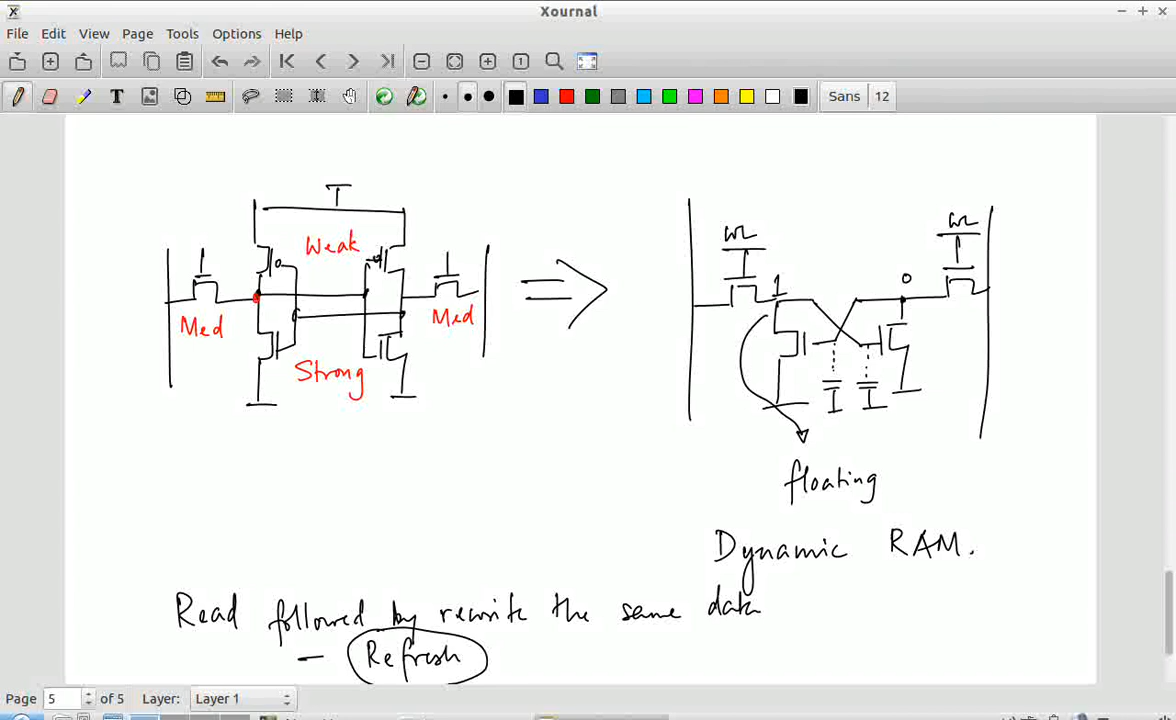 Xournal
File Edit View Page Tools Options Help
Sans 12
T
Weak
Med
Med
Strong
WL
WL
1
0
floating
Dynamic RAM.
Read followed by rewrite the same data
- Refresh
Page 5 of 5 Layer: Layer 1